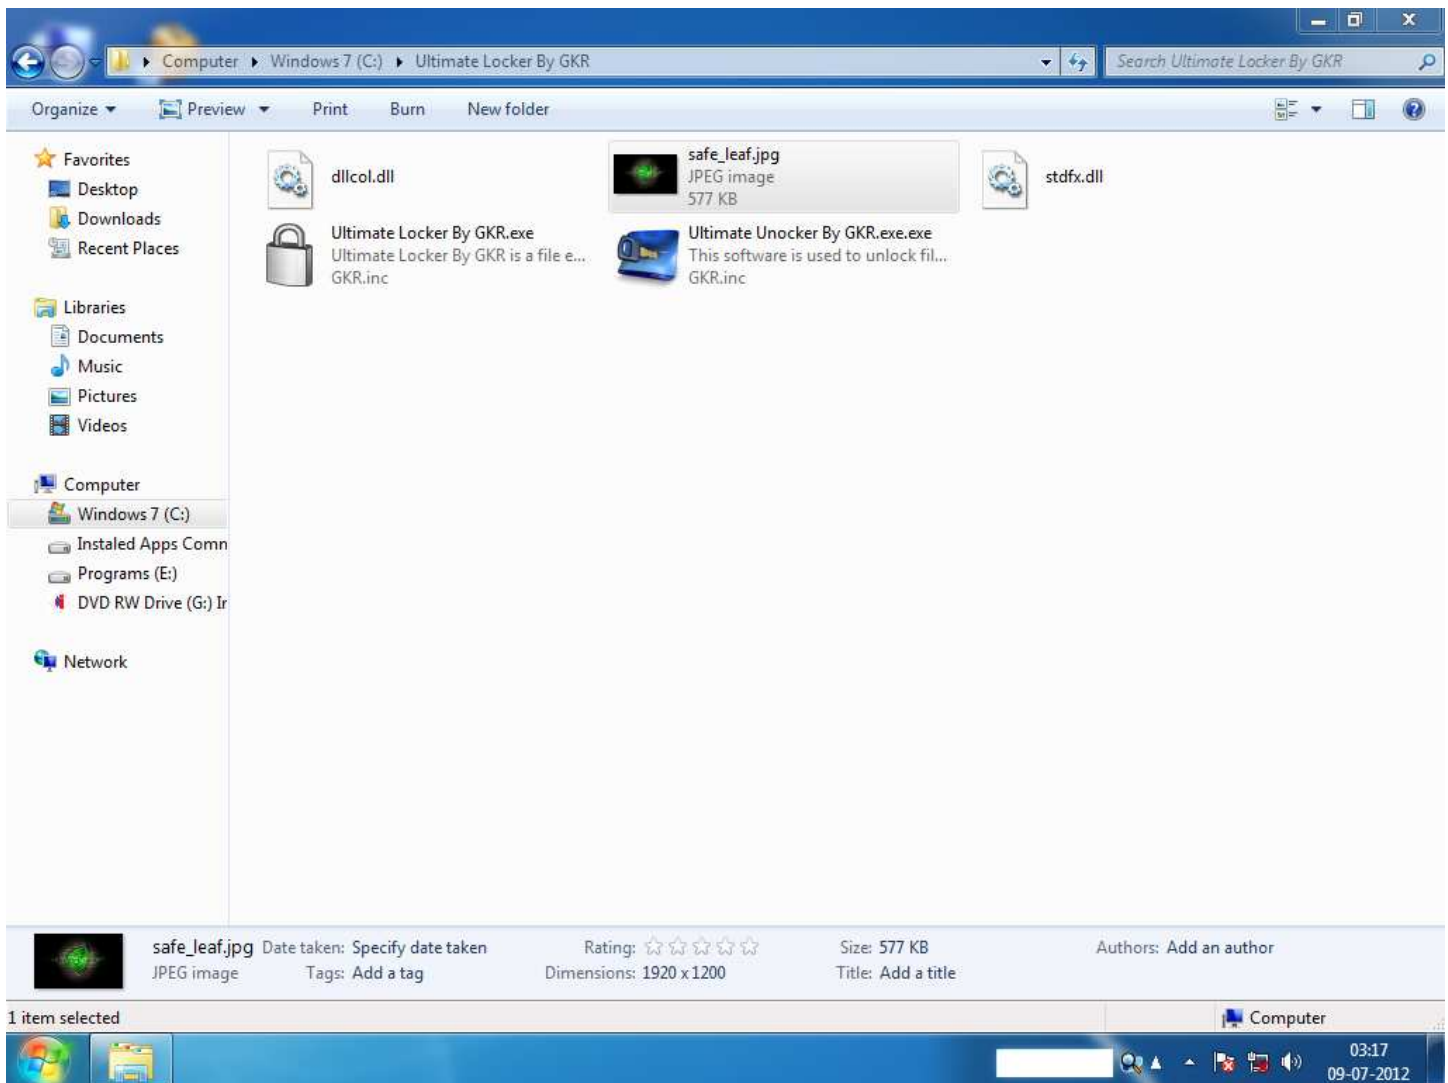 Computer ▸ Windows 7 (C:) ▸ Ultimate Locker By GKR
Search Ultimate Locker By GKR
Organize Preview Print Burn New folder
Favorites
Desktop
Downloads
Recent Places
Libraries
Documents
Music
Pictures
Videos
Computer
Windows 7 (C:)
Instaled Apps Comn
Programs (E:)
DVD RW Drive (G:) Ir
Network
dllcol.dll
safe_leaf.jpg
JPEG image
577 KB
stdfx.dll
Ultimate Locker By GKR.exe
Ultimate Locker By GKR is a file e...
GKR.inc
Ultimate Unocker By GKR.exe.exe
This software is used to unlock fil...
GKR.inc
safe_leaf.jpg Date taken: Specify date taken Rating: Size: 577 KB Authors: Add an author
JPEG image Tags: Add a tag Dimensions: 1920 x 1200 Title: Add a title
1 item selected
Computer
03:17
09-07-2012